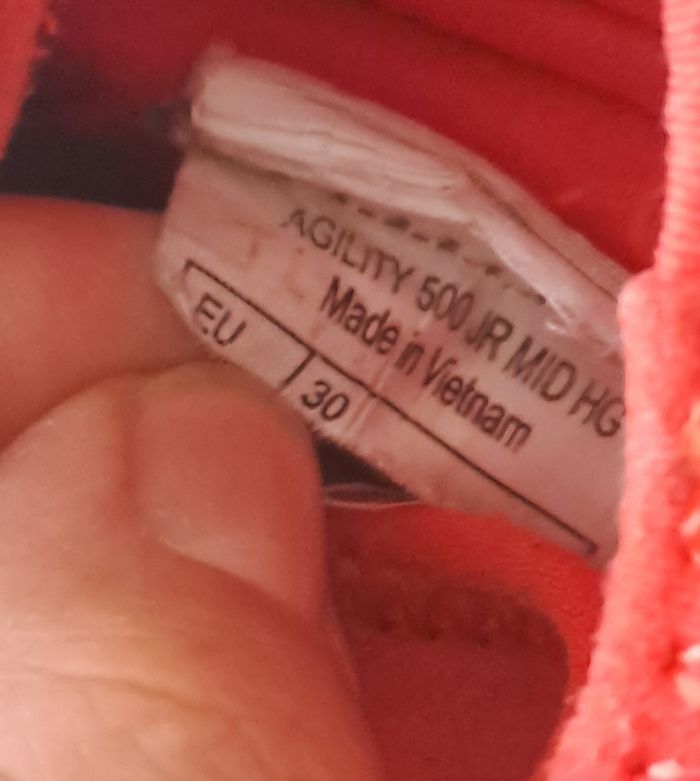 AGILITY 500 JR MID HG
Made in Vietnam
EU 30